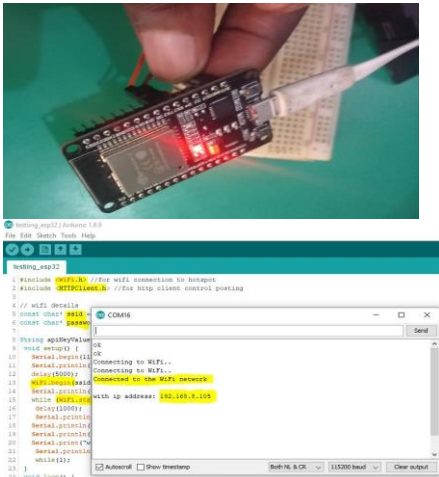 testing_esp32 | Arduino 1.8.9
File Edit Sketch Tools Help
testing_esp32
1 #include <WiFi.h> //for wifi connection to hotspot
2 #include <HTTPClient.h> //for http client control posting
3
4 // wifi details
5 const char* ssid =
6 const char* passwo
7
8 String apiKeyValue
9 void setup() {
10 Serial.begin(11
11 Serial.println(
12 delay(5000);
13 WiFi.begin(ssid
14 Serial.println(
15 while (WiFi.sta
16 delay(1000);
17 Serial.println
18 Serial.println(
19 Serial.println(
20 Serial.print("w
21 Serial.println(
22 while(1);
23 }
COM16
Send
ok
ok
Connecting to WiFi..
Connecting to WiFi..
Connected to the WiFi network
with ip address: 192.168.8.105
Autoscroll Show timestamp Both NL & CR 115200 baud Clear output